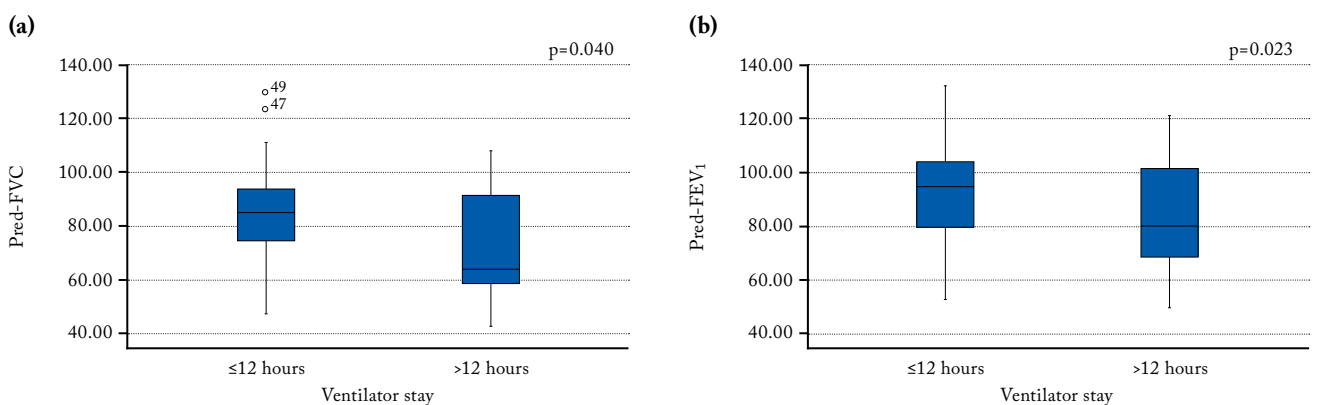 (a)
p=0.040
140.00
120.00
100.00
80.00
60.00
40.00
Pred-FVC
49
47
≤12 hours
>12 hours
Ventilator stay
(b)
p=0.023
140.00
120.00
100.00
80.00
60.00
40.00
Pred-FEV₁
≤12 hours
>12 hours
Ventilator stay